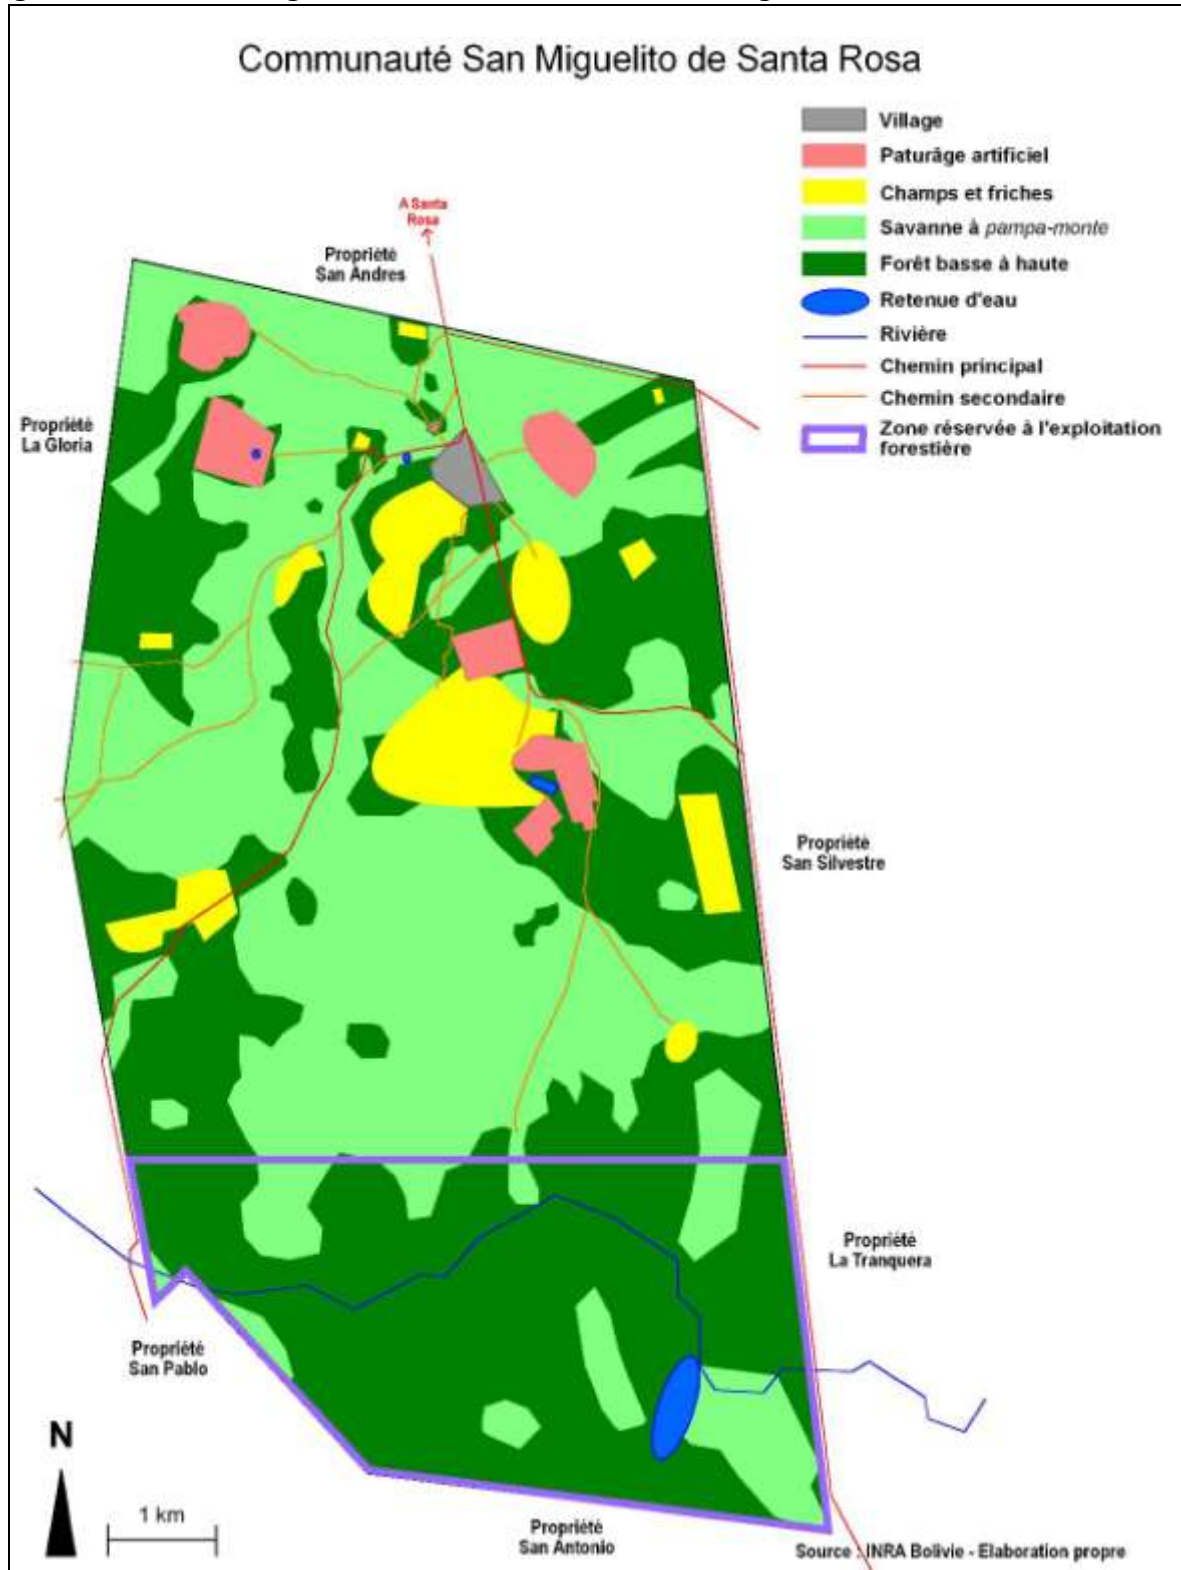 Communauté San Miguelito de Santa Rosa
Village
Paturâge artificiel
Champs et friches
Savanne à pampa-monte
Forêt basse à haute
Retenue d'eau
Rivière
Chemin principal
Chemin secondaire
Zone réservée à l'exploitation
forestière
A Santa
Rosa
Propriété
San Andres
Propriété
La Gloria
Propriété
San Silvestre
Propriété
La Tranquera
Propriété
San Pablo
N
1 km
Propriété
San Antonio
Source : INRA Bolivie - Elaboration propre